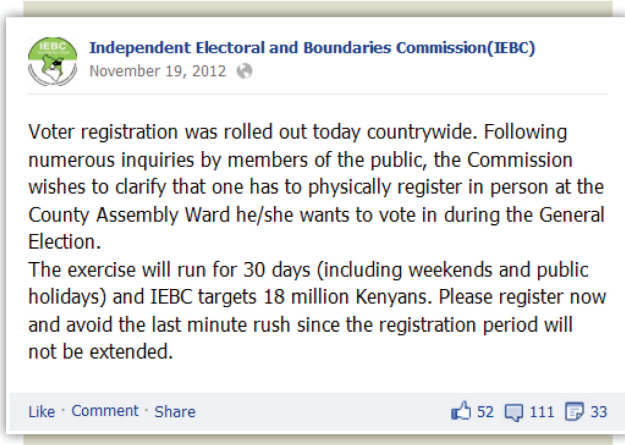 IEBC
Independent Electoral and Boundaries Commission(IEBC)
November 19, 2012
Voter registration was rolled out today countrywide. Following
numerous inquiries by members of the public, the Commission
wishes to clarify that one has to physically register in person at the
County Assembly Ward he/she wants to vote in during the General
Election.
The exercise will run for 30 days (including weekends and public
holidays) and IEBC targets 18 million Kenyans. Please register now
and avoid the last minute rush since the registration period will
not be extended.
Like · Comment · Share 52 111 33